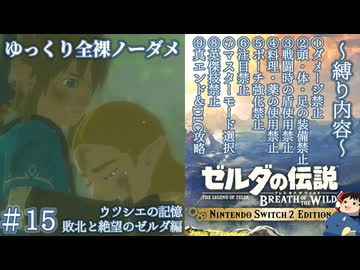 ゆっくり全裸ノーダメ
#15
ウツシエの記憶
敗北と絶望のゼルダ編
~縛り内容~
①ダメージ禁止
②頭・体・足の装備禁止
③戦闘時の盾使用禁止
④料理・薬の使用禁止
⑤ポーチ強化禁止
⑥注目禁止
⑦マスターモード選択
⑧英傑技禁止
⑨真エンド&DLC攻略
ゼルダの伝説
THE LEGEND OF ZELDA
BREATH OF THE WILD
NINTENDO SWITCH 2 EDITION